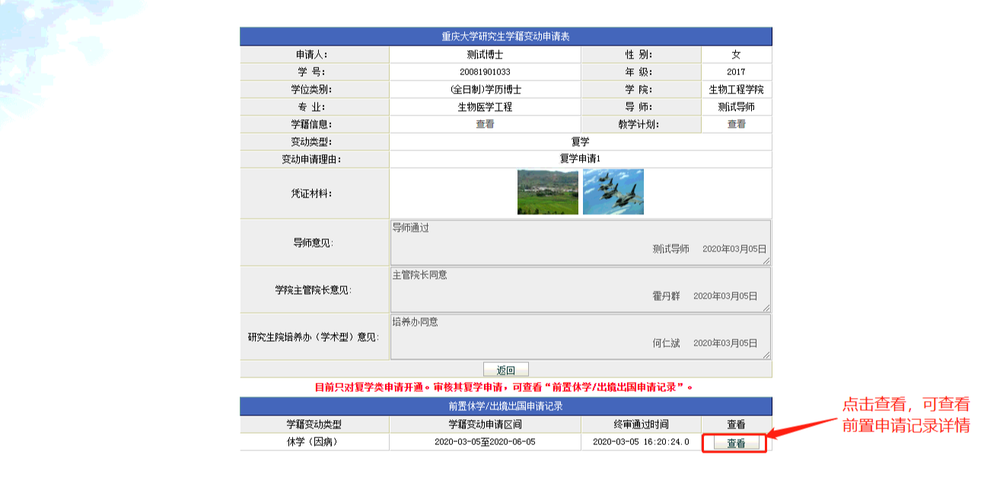 重庆大学研究生学籍变动申请表
申请人: 测试博士 性 别: 女
学 号: 20081901033 年 级: 2017
学位类别: (全日制)学历博士 学 院: 生物工程学院
专 业: 生物医学工程 导 师: 测试导师
学籍信息: 查看 教学计划: 查看
变动类型: 复学
变动申请理由: 复学申请1
凭证材料:
导师意见: 导师通过
测试导师 2020年03月05日
学院主管院长意见: 主管院长同意
霍丹群 2020年03月05日
研究生院培养办（学术型）意见: 培养办同意
何仁斌 2020年03月05日
返回
目前只对复学类申请开通。审核其复学申请，可查看“前置休学/出境出国申请记录”。
前置休学/出境出国申请记录
学籍变动类型 学籍变动申请区间 终审通过时间 查看
休学（因病） 2020-03-05至2020-06-05 2020-03-05 16:20:24.0 查看
点击查看，可查看
前置申请记录详情